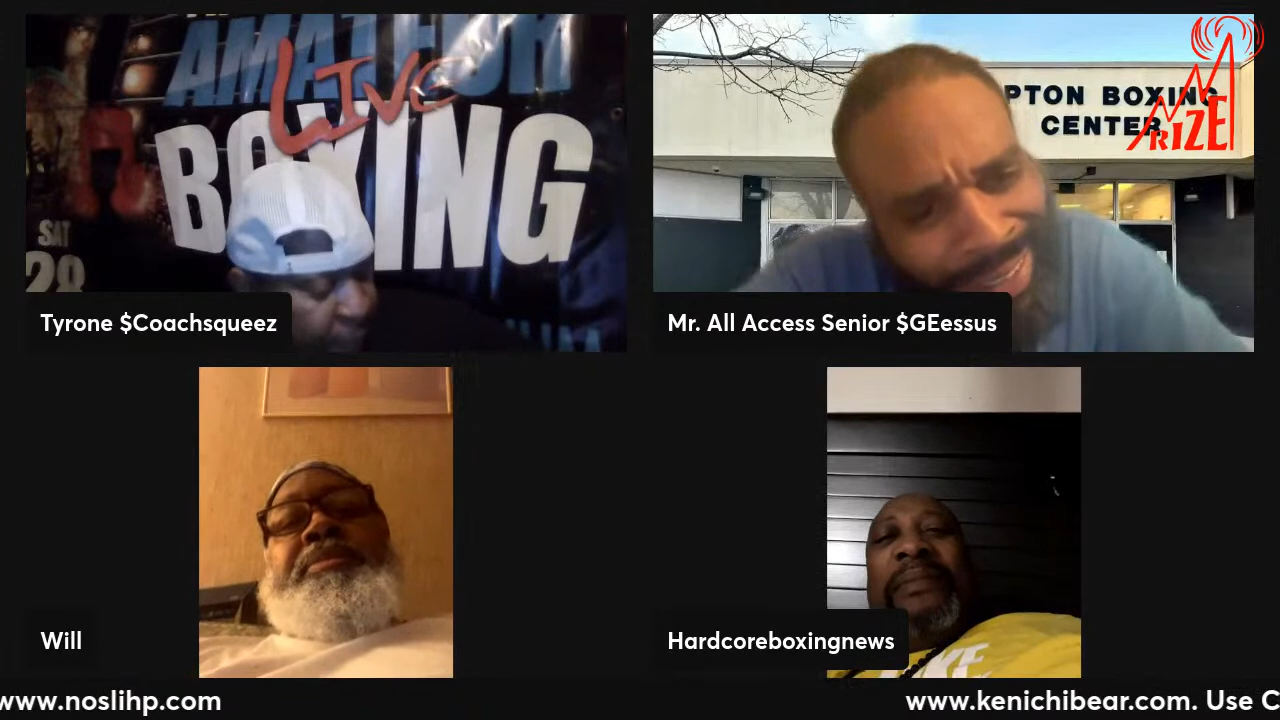 AMATEUR
LIVE
BOXING
SAT
28
Tyrone $Coachsqueez
PTON BOXING
CENTER
RIZE
Mr. All Access Senior $GEessus
Will
Hardcoreboxingnews
www.noslihp.com
www.kenichibear.com. Use C